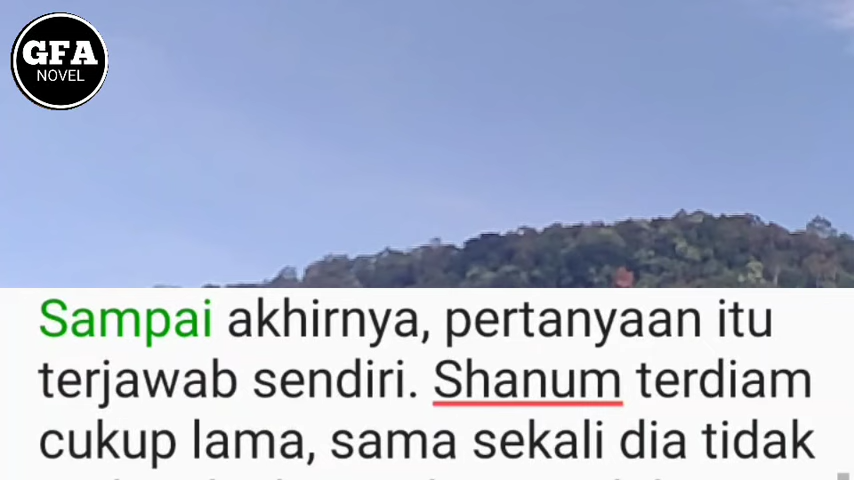 GFA
NOVEL
Sampai akhirnya, pertanyaan itu
terjawab sendiri. Shanum terdiam
cukup lama, sama sekali dia tidak